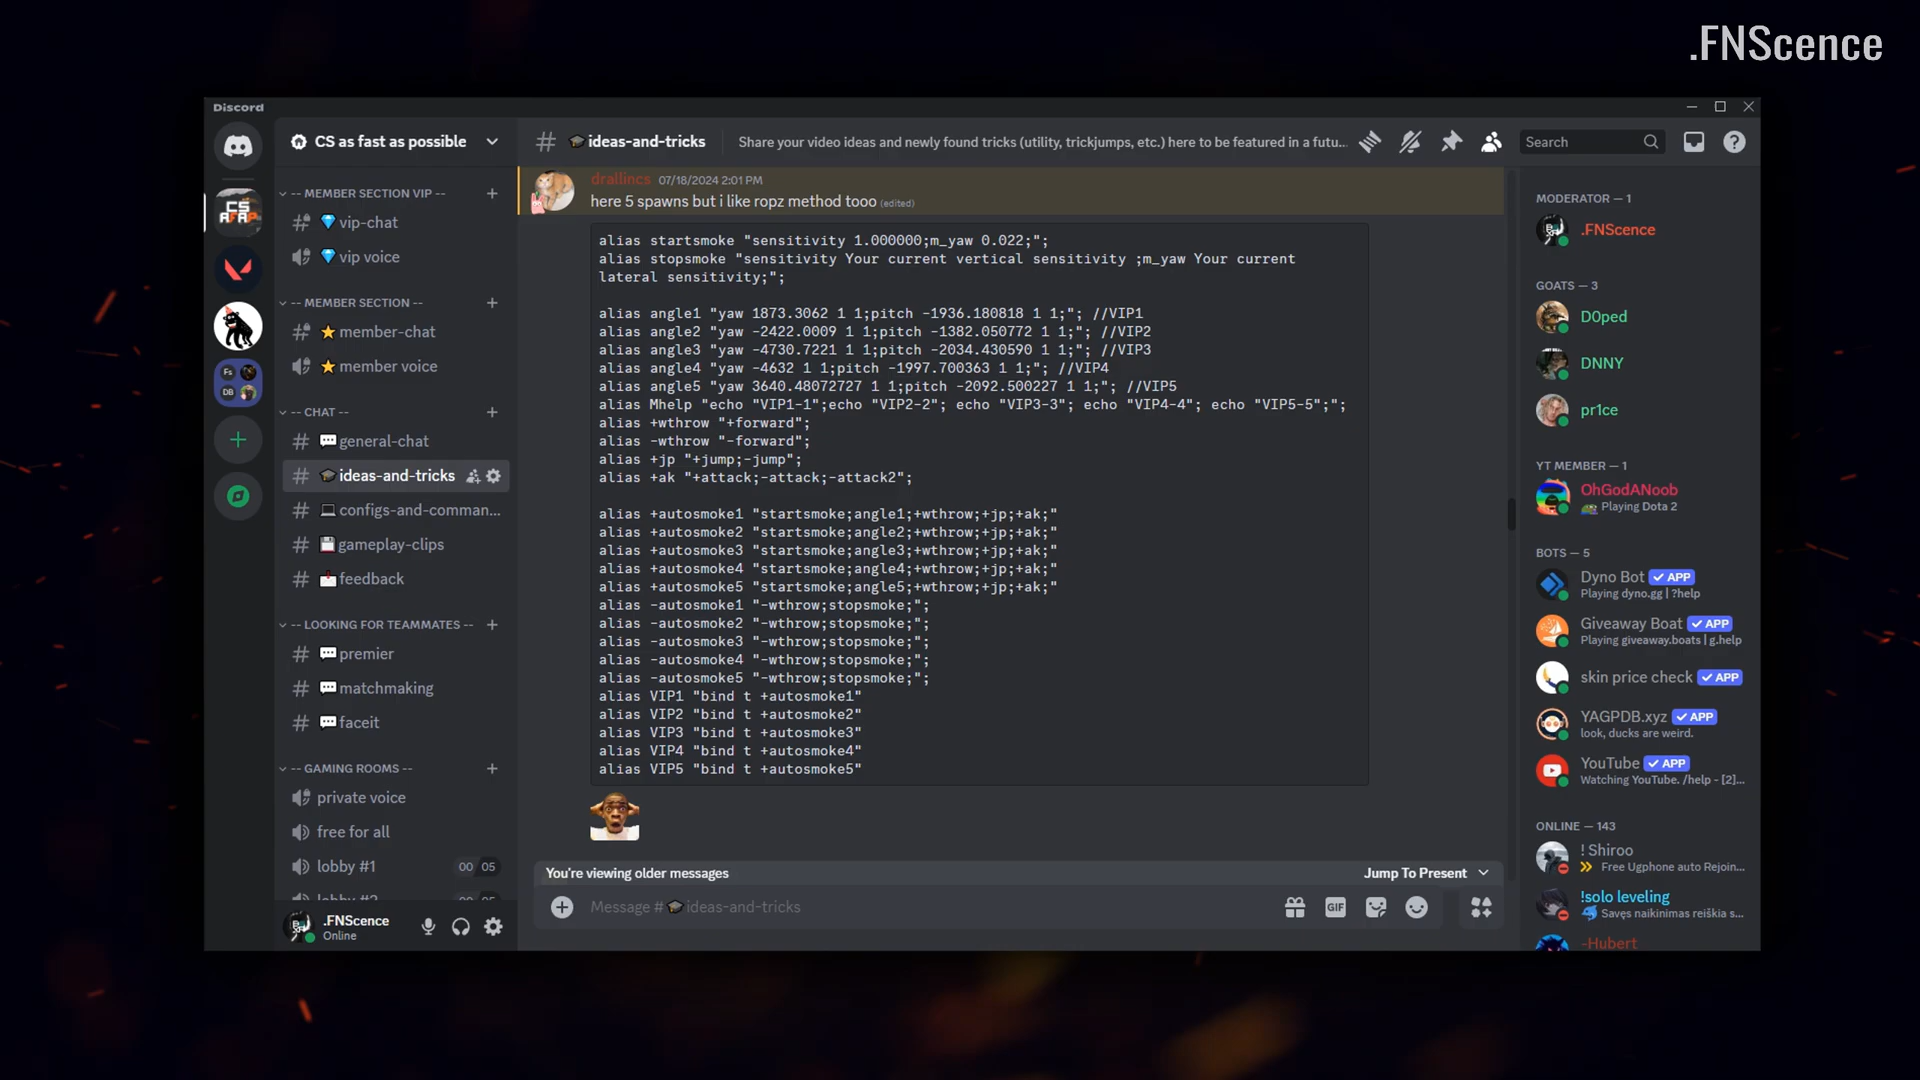 .FNScence
Discord
CS as fast as possible
-- MEMBER SECTION VIP --
vip-chat
vip voice
-- MEMBER SECTION --
member-chat
member voice
-- CHAT --
general-chat
ideas-and-tricks
configs-and-comman...
gameplay-clips
feedback
-- LOOKING FOR TEAMMATES --
premier
matchmaking
faceit
-- GAMING ROOMS --
private voice
free for all
lobby #1 00 05
.FNScence
Online
ideas-and-tricks
Share your video ideas and newly found tricks (utility, trickjumps, etc.) here to be featured in a futu...
Search
drallincs 07/18/2024 2:01 PM
here 5 spawns but i like ropz method tooo (edited)
alias startsmoke "sensitivity 1.000000;m_yaw 0.022;";
alias stopsmoke "sensitivity Your current vertical sensitivity ;m_yaw Your current
lateral sensitivity;";
alias angle1 "yaw 1873.3062 1 1;pitch -1936.180818 1 1;"; //VIP1
alias angle2 "yaw -2422.0009 1 1;pitch -1382.050772 1 1;"; //VIP2
alias angle3 "yaw -4730.7221 1 1;pitch -2034.430590 1 1;"; //VIP3
alias angle4 "yaw -4632 1 1;pitch -1997.700363 1 1;"; //VIP4
alias angle5 "yaw 3640.48072727 1 1;pitch -2092.500227 1 1;"; //VIP5
alias Mhelp "echo "VIP1-1";echo "VIP2-2"; echo "VIP3-3"; echo "VIP4-4"; echo "VIP5-5";";
alias +wthrow "+forward";
alias -wthrow "-forward";
alias +jp "+jump;-jump";
alias +ak "+attack;-attack;-attack2";
alias +autosmoke1 "startsmoke;angle1;+wthrow;+jp;+ak;"
alias +autosmoke2 "startsmoke;angle2;+wthrow;+jp;+ak;"
alias +autosmoke3 "startsmoke;angle3;+wthrow;+jp;+ak;"
alias +autosmoke4 "startsmoke;angle4;+wthrow;+jp;+ak;"
alias +autosmoke5 "startsmoke;angle5;+wthrow;+jp;+ak;"
alias -autosmoke1 "-wthrow;stopsmoke;";
alias -autosmoke2 "-wthrow;stopsmoke;";
alias -autosmoke3 "-wthrow;stopsmoke;";
alias -autosmoke4 "-wthrow;stopsmoke;";
alias -autosmoke5 "-wthrow;stopsmoke;";
alias VIP1 "bind t +autosmoke1"
alias VIP2 "bind t +autosmoke2"
alias VIP3 "bind t +autosmoke3"
alias VIP4 "bind t +autosmoke4"
alias VIP5 "bind t +autosmoke5"
You're viewing older messages
Jump To Present
Message # ideas-and-tricks
GIF
MODERATOR — 1
.FNScence
GOATS — 3
D0ped
DNNY
pr1ce
YT MEMBER — 1
OhGodANoob
Playing Dota 2
BOTS — 5
Dyno Bot APP
Playing dyno.gg | ?help
Giveaway Boat APP
Playing giveaway.boats | g.help
skin price check APP
YAGPDB.xyz APP
look, ducks are weird.
YouTube APP
Watching YouTube. /help - [2]...
ONLINE — 143
! Shiroo
Free Ugphone auto Rejoin...
!solo leveling
Savęs naikinimas reiškia s...
-Hubert